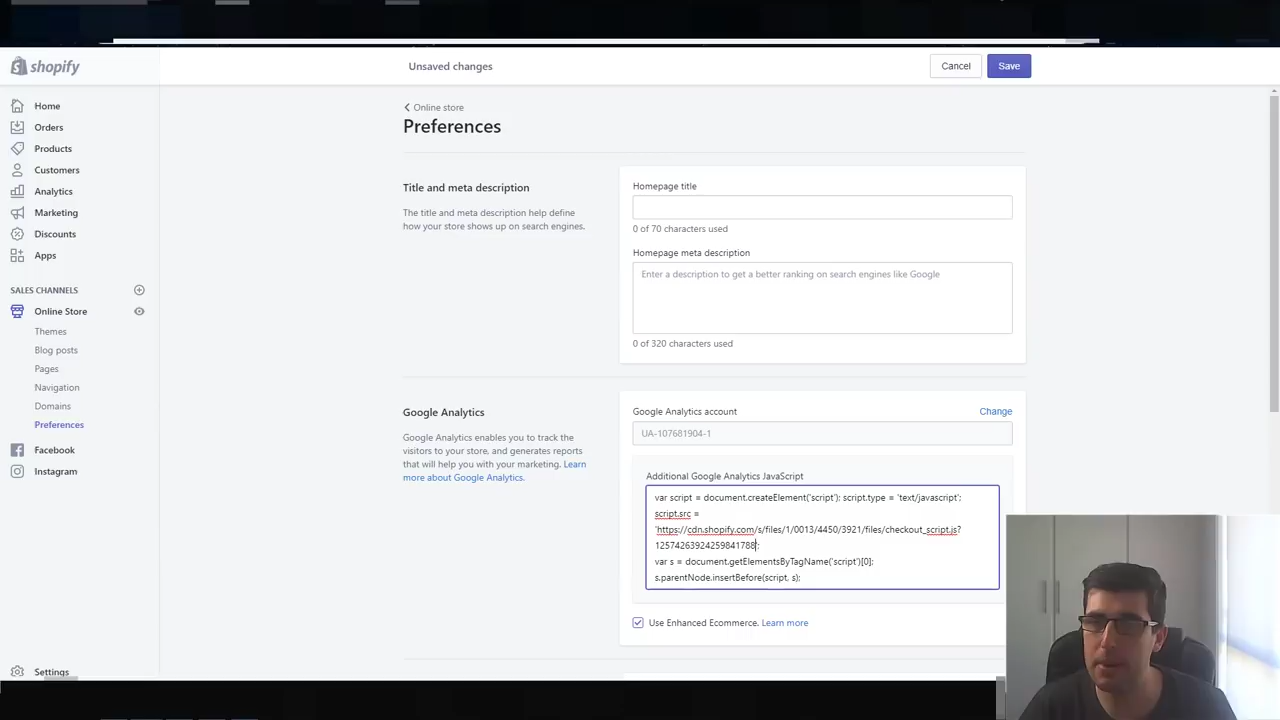 shopify
Unsaved changes
Cancel
Save
Home
Orders
Products
Customers
Analytics
Marketing
Discounts
Apps
SALES CHANNELS
Online Store
Themes
Blog posts
Pages
Navigation
Domains
Preferences
Facebook
Instagram
Settings
Online store
Preferences
Title and meta description
The title and meta description help define
how your store shows up on search engines.
Homepage title
0 of 70 characters used
Homepage meta description
Enter a description to get a better ranking on search engines like Google
0 of 320 characters used
Google Analytics
Google Analytics enables you to track the
visitors to your store, and generates reports
that will help you with your marketing. Learn
more about Google Analytics.
Google Analytics account
Change
UA-107681904-1
Additional Google Analytics JavaScript
var script = document.createElement('script'); script.type = 'text/javascript';
script.src =
'https://cdn.shopify.com/s/files/1/0013/4450/3921/files/checkout_script.js?
12574263924259841788';
var s = document.getElementsByTagName('script')[0];
s.parentNode.insertBefore(script, s);
Use Enhanced Ecommerce. Learn more